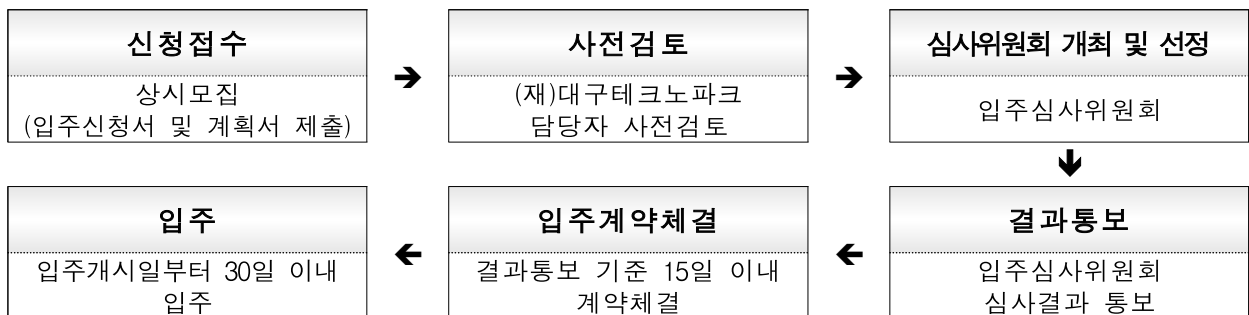 신청접수
상시모집
(입주신청서 및 계획서 제출)
➔
사전검토
(재)대구테크노파크
담당자 사전검토
➔
심사위원회 개최 및 선정
입주심사위원회
🡻
결과통보
입주심사위원회
심사결과 통보
🡸
입주계약체결
결과통보 기준 15일 이내
계약체결
🡸
입주
입주개시일부터 30일 이내
입주